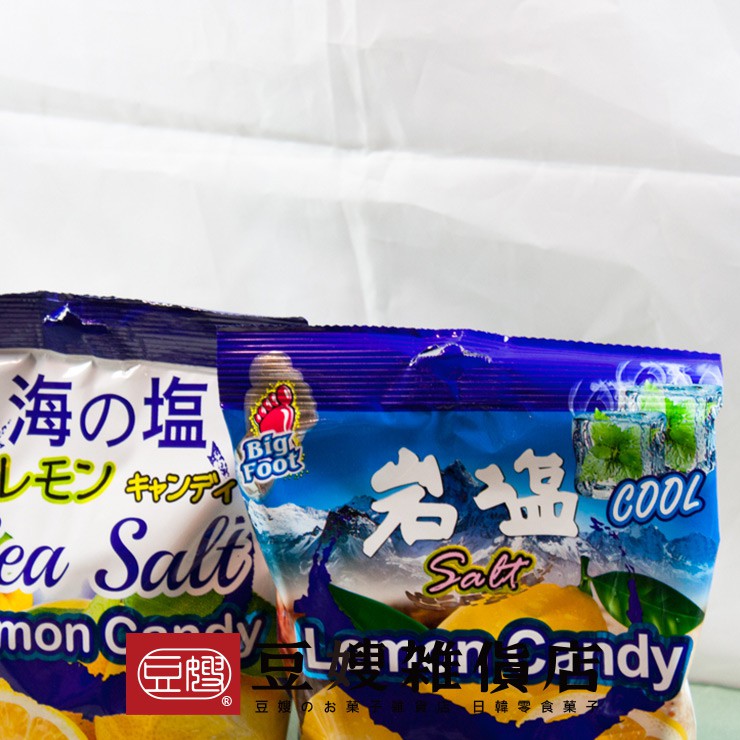 海の塩
レモン キャンディ
Sea Salt
Lemon Candy
Big
Foot
岩塩
COOL
Salt
Lemon Candy
豆嫂®
豆嫂雜貨店
豆嫂のお菓子 日韓零食菓子